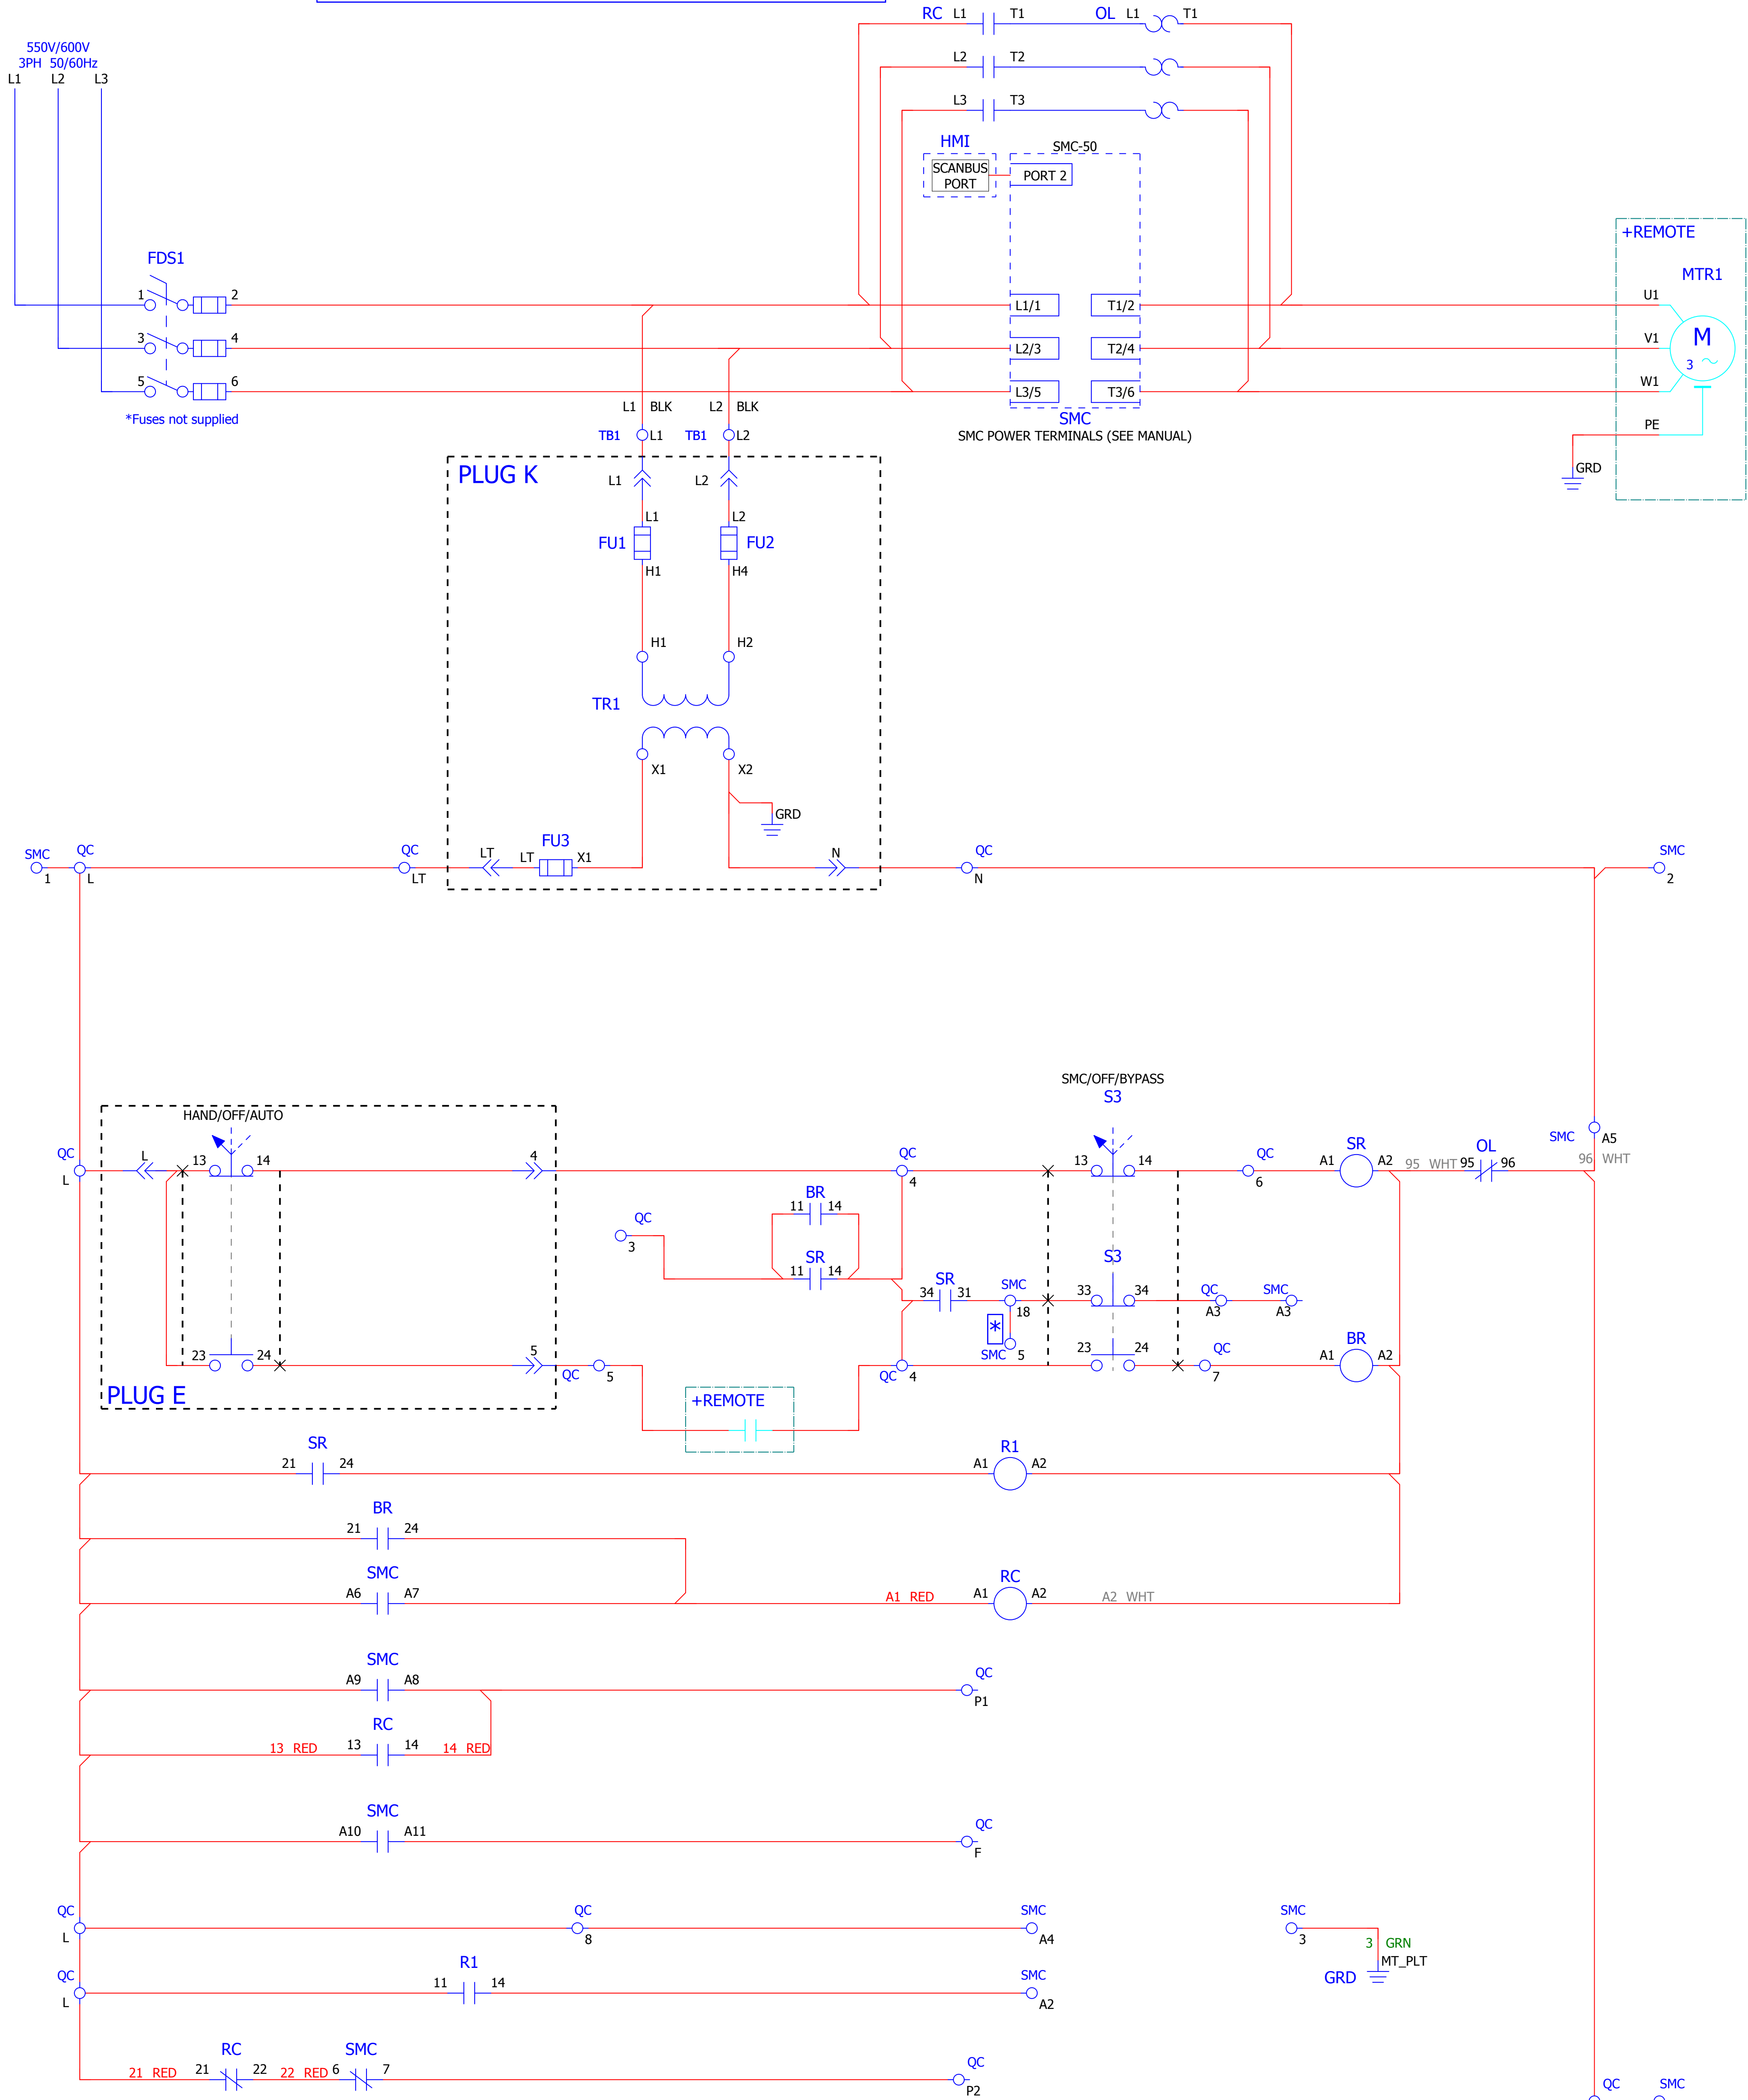 RC L1 T1 OL L1 T1
550V/600V
3PH 50/60Hz
L1 L2 L3
L2 T2
L3 T3
HMI SMC-50
SCANBUS
PORT
PORT 2
+REMOTE
FDS1
MTR1
1 2 L1/1 T1/2 U1
3 4 L2/3 T2/4 V1
M
3
5 6 L3/5 T3/6 W1
L1 BLK L2 BLK
*Fuses not supplied
SMC
PE
TB1 L1 TB1 L2
SMC POWER TERMINALS (SEE MANUAL)
PLUG K
L1 L2
GRD
L1 L2
FU1 FU2
H1 H4
H1 H2
TR1
X1 X2
GRD
FU3
SMC QC QC LT LT X1 N QC SMC
1 L LT N 2
SMC/OFF/BYPASS
S3
HAND/OFF/AUTO
SMC A5
QC L 13 14 4 QC 13 14 QC SR OL
A1 A2 95 WHT 95 96 96 WHT
L 4 6
BR
11 14
QC
3
SR
11 14
S3
SR SMC
34 31 33 34 QC SMC
18 A3 A3
*
SMC 5
23 24 5 23 24 QC BR
A1 A2
QC 5 QC 4 7
PLUG E
+REMOTE
SR R1
21 24 A1 A2
BR
21 24
SMC RC
A6 A7 A1 RED A1 A2 A2 WHT
SMC QC
A9 A8
P1
RC
13 RED 13 14 14 RED
SMC QC
A10 A11
F
QC QC SMC SMC
L 8 A4 3
3 GRN
MT_PLT
GRD
QC R1 SMC
11 14
L A2
RC SMC QC
21 RED 21 22 22 RED 6 7
P2
QC SMC